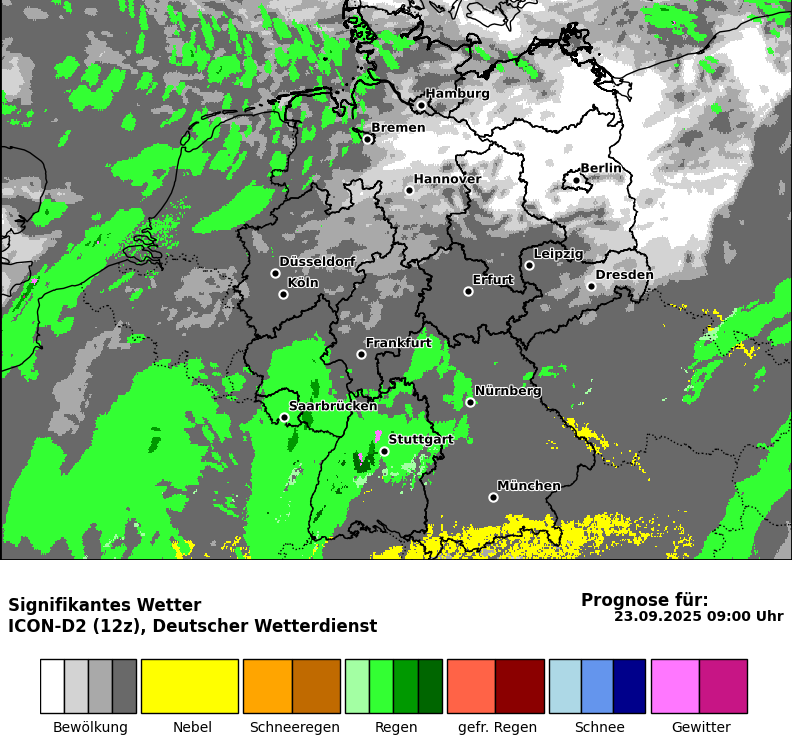 Hamburg
Bremen
Berlin
Hannover
Düsseldorf
Leipzig
Köln
Erfurt
Dresden
Frankfurt
Nürnberg
Saarbrücken
Stuttgart
München
Signifikantes Wetter
ICON-D2 (12z), Deutscher Wetterdienst
Prognose für:
23.09.2025 09:00 Uhr
Bewölkung Nebel Schneeregen Regen gefr. Regen Schnee Gewitter